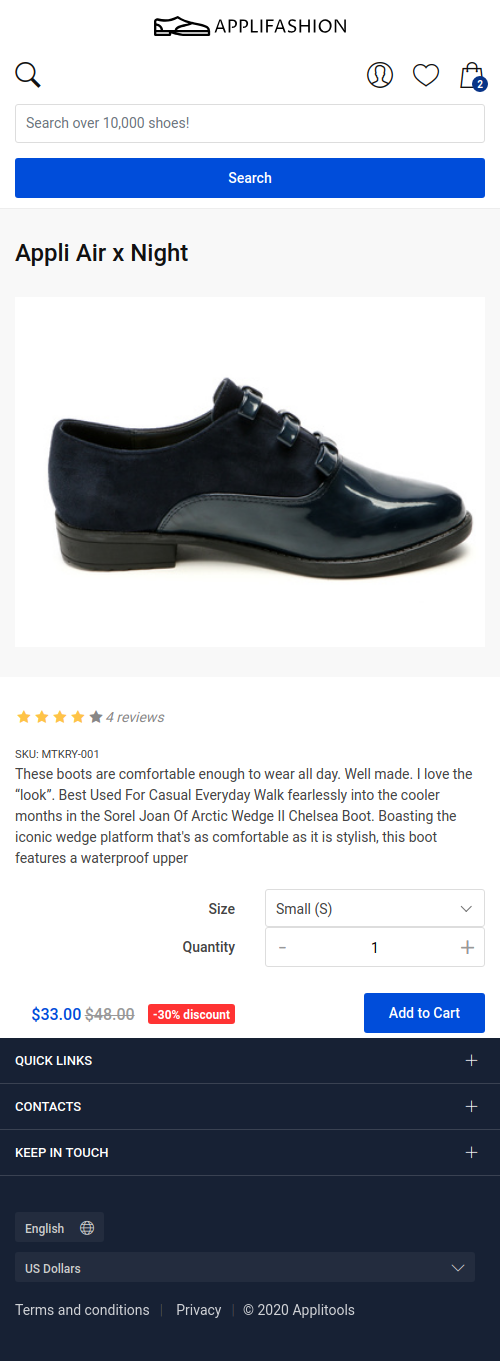 APPLIFASHION
2
Search over 10,000 shoes!
Search
Appli Air x Night
4 reviews
SKU: MTKRY-001
These boots are comfortable enough to wear all day. Well made. I love the
“look”. Best Used For Casual Everyday Walk fearlessly into the cooler
months in the Sorel Joan Of Arctic Wedge II Chelsea Boot. Boasting the
iconic wedge platform that's as comfortable as it is stylish, this boot
features a waterproof upper
Size Small (S)
Quantity - 1 +
$33.00 $48.00 -30% discount Add to Cart
QUICK LINKS +
CONTACTS +
KEEP IN TOUCH +
English
US Dollars
Terms and conditions | Privacy | © 2020 Applitools